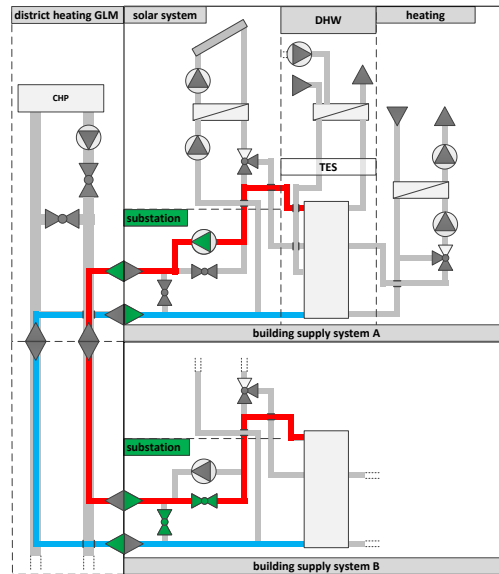 district heating GLM
solar system
DHW
heating
CHP
TES
substation
building supply system A
substation
building supply system B